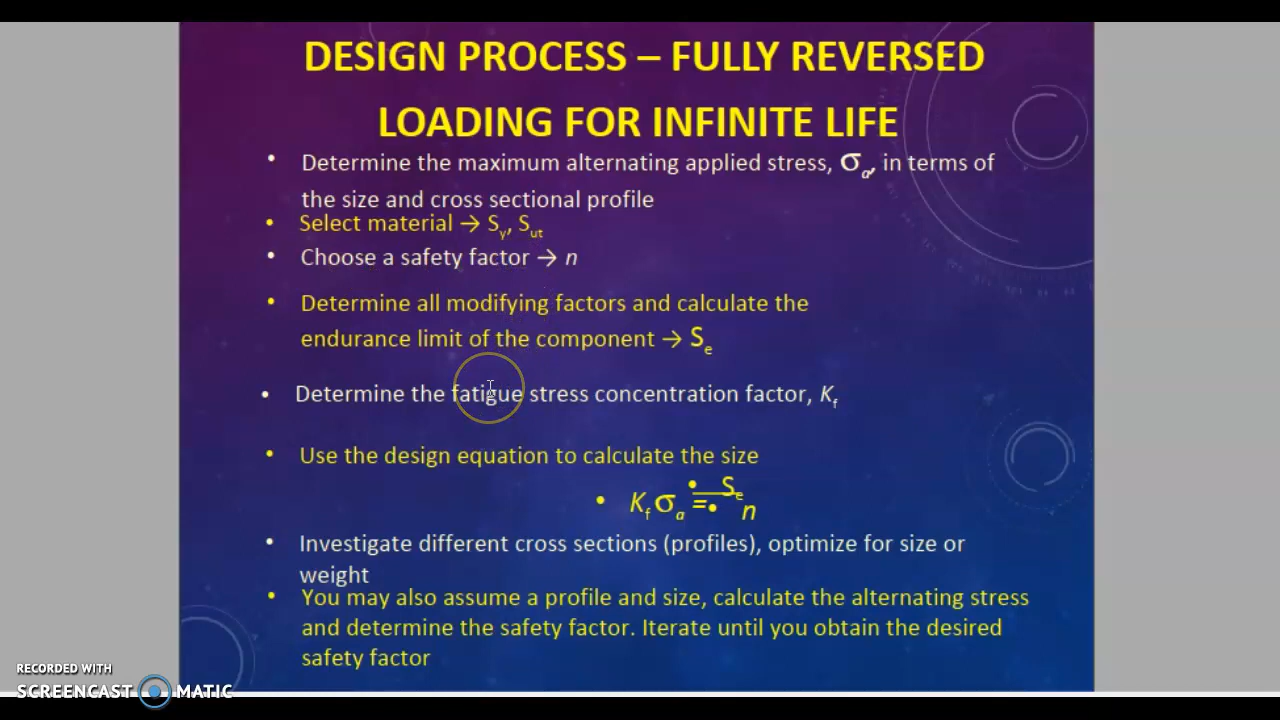 DESIGN PROCESS – FULLY REVERSED
LOADING FOR INFINITE LIFE
• Determine the maximum alternating applied stress, σa, in terms of
the size and cross sectional profile
• Select material → Sy, Sut
• Choose a safety factor → n
• Determine all modifying factors and calculate the
endurance limit of the component → Se
• Determine the fatigue stress concentration factor, Kf
• Use the design equation to calculate the size
• Se
• Kf σa = • n
• Investigate different cross sections (profiles), optimize for size or
weight
• You may also assume a profile and size, calculate the alternating stress
and determine the safety factor. Iterate until you obtain the desired
safety factor
RECORDED WITH
SCREENCAST MATIC